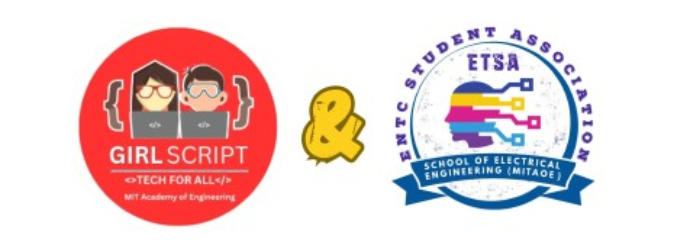 </>
</>
{ }
GIRL SCRIPT
<>TECH FOR ALL</>
MIT Academy of Engineering
&
ENTC STUDENT ASSOCIATION
ETSA
SCHOOL OF ELECTRICAL
ENGINEERING (MITAOE)